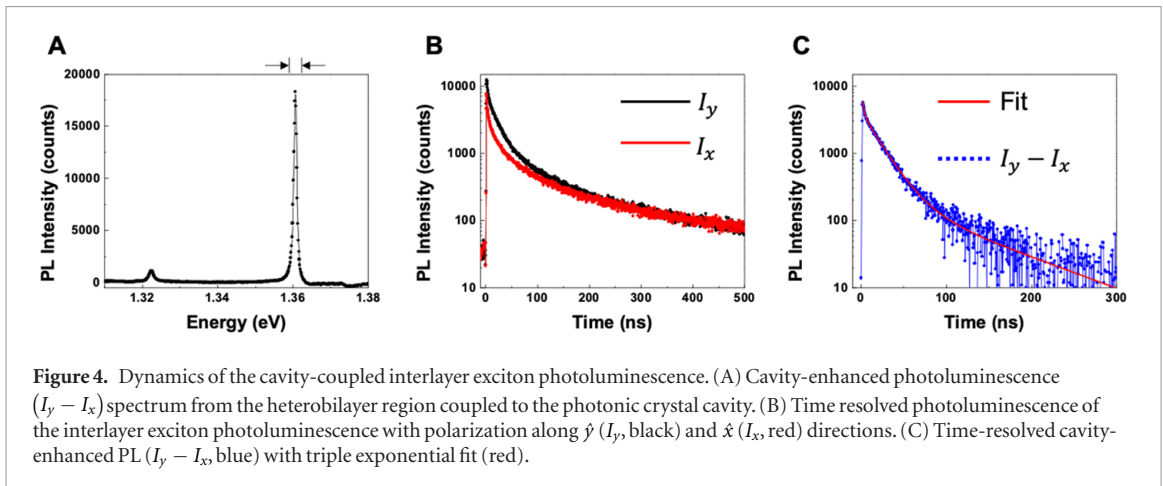 A
B
C
20000
15000
10000
5000
0
PL Intensity (counts)
1.32
1.34
1.36
1.38
Energy (eV)
10000
1000
100
10
PL Intensity (counts)
I_y
I_x
0
100
200
300
400
500
Time (ns)
10000
1000
100
10
PL Intensity (counts)
Fit
I_y − I_x
0
100
200
300
Time (ns)
Figure 4. Dynamics of the cavity-coupled interlayer exciton photoluminescence. (A) Cavity-enhanced photoluminescence
(I_y − I_x) spectrum from the heterobilayer region coupled to the photonic crystal cavity. (B) Time resolved photoluminescence of
the interlayer exciton photoluminescence with polarization along ŷ (I_y, black) and x̂ (I_x, red) directions. (C) Time-resolved cavity-
enhanced PL (I_y − I_x, blue) with triple exponential fit (red).